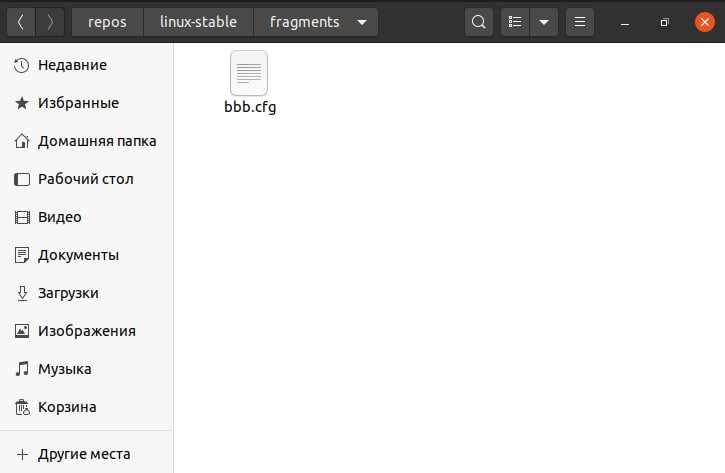 repos linux-stable fragments
Недавние
Избранные
Домашняя папка
Рабочий стол
Видео
Документы
Загрузки
Изображения
Музыка
Корзина
Другие места
bbb.cfg